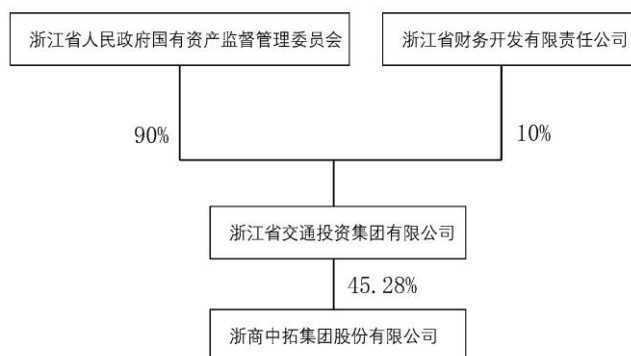 浙江省人民政府国有资产监督管理委员会
浙江省财务开发有限责任公司
90%
10%
浙江省交通投资集团有限公司
45.28%
浙商中拓集团股份有限公司